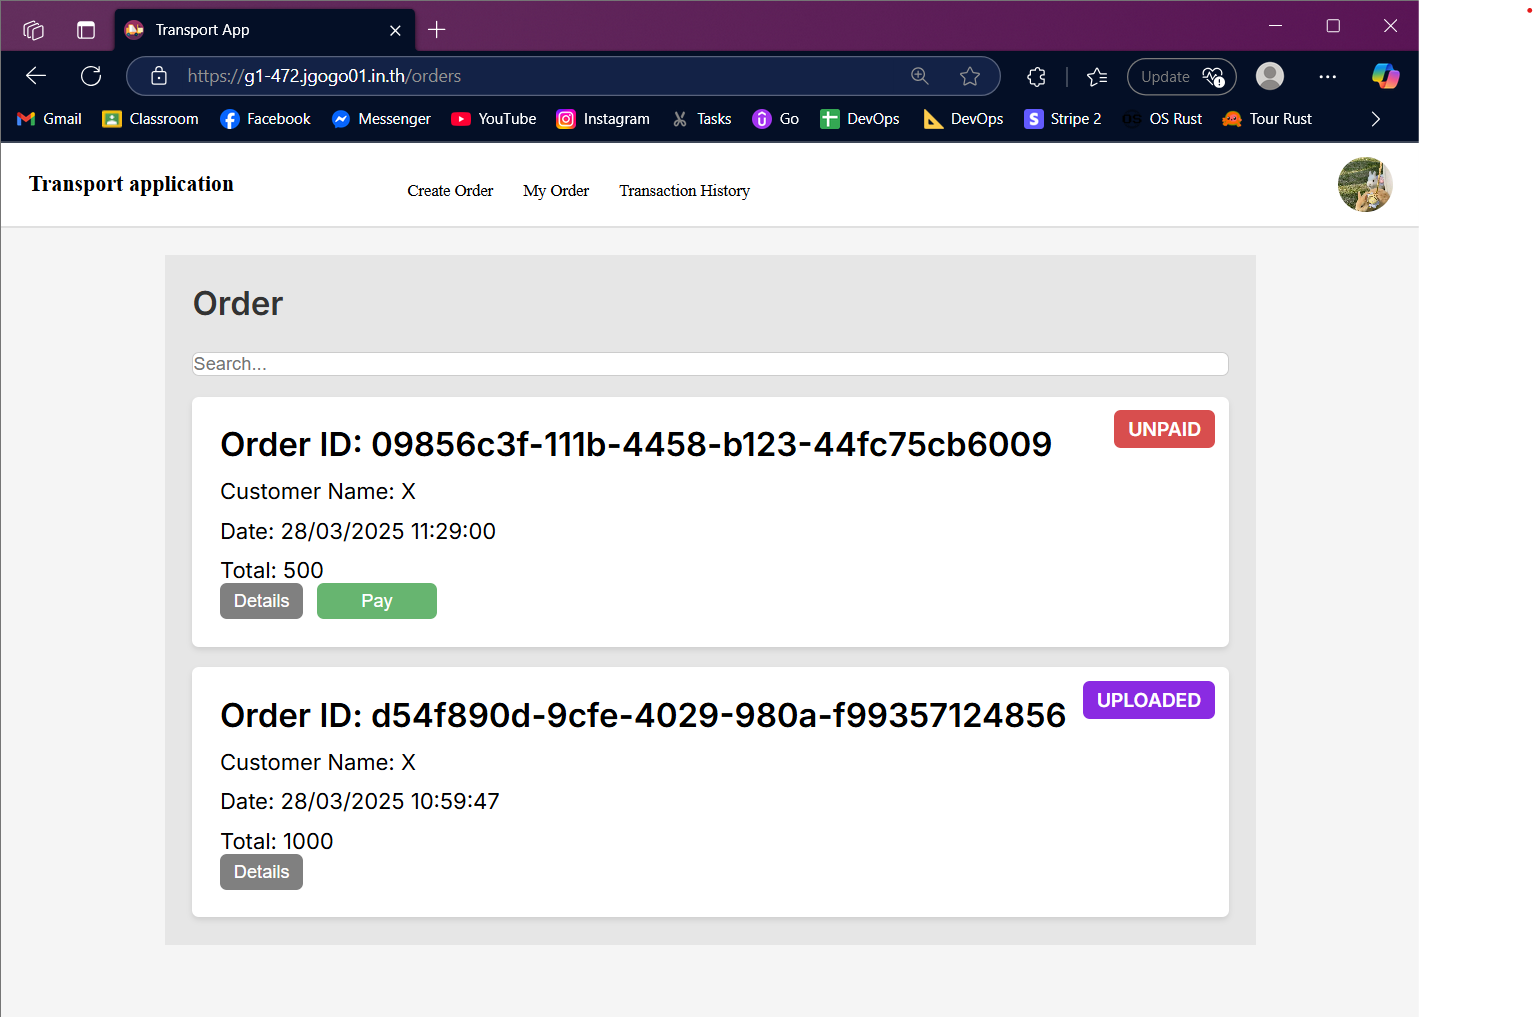 Transport App
https://g1-472.jgogo01.in.th/orders
Update
Gmail Classroom Facebook Messenger YouTube Instagram Tasks Go DevOps DevOps Stripe 2 OS Rust Tour Rust
Transport application
Create Order My Order Transaction History
Order
Search...
Order ID: 09856c3f-111b-4458-b123-44fc75cb6009
UNPAID
Customer Name: X
Date: 28/03/2025 11:29:00
Total: 500
Details Pay
Order ID: d54f890d-9cfe-4029-980a-f99357124856
UPLOADED
Customer Name: X
Date: 28/03/2025 10:59:47
Total: 1000
Details